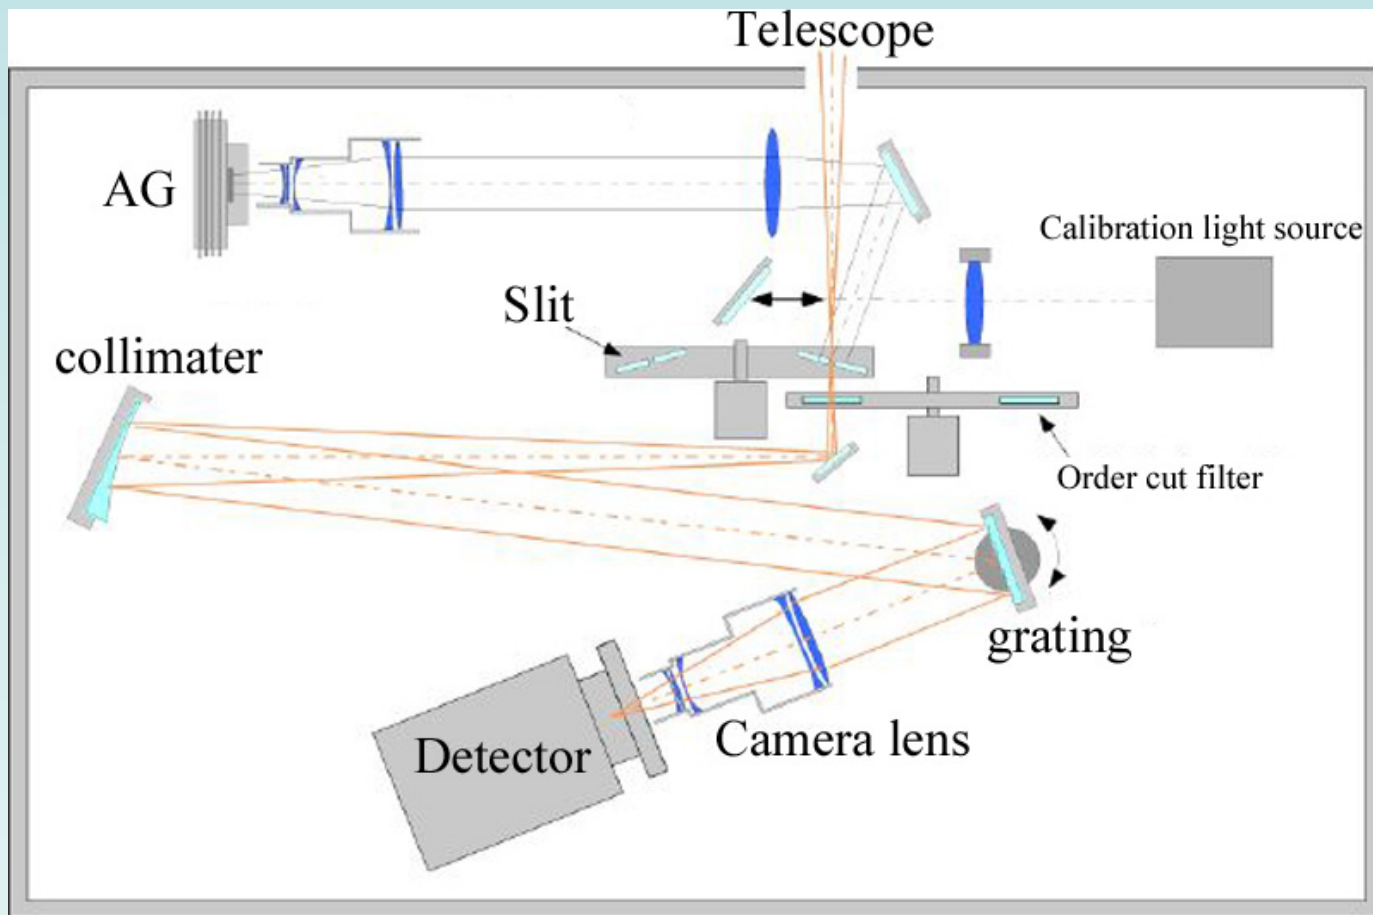 Telescope
AG
Calibration light source
Slit
collimater
Order cut filter
grating
Camera lens
Detector